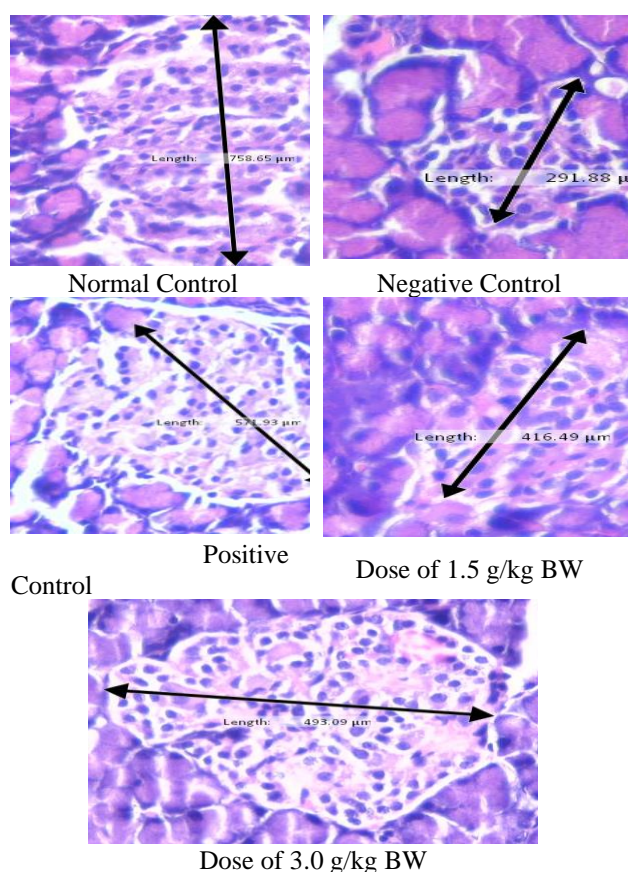 Length: 758.65 µm
Length: 291.88 µ
Normal Control
Negative Control
Length: 571.93 µm
Length: 416.49 µm
Positive
Control
Dose of 1.5 g/kg BW
Length: 493.09 µm
Dose of 3.0 g/kg BW